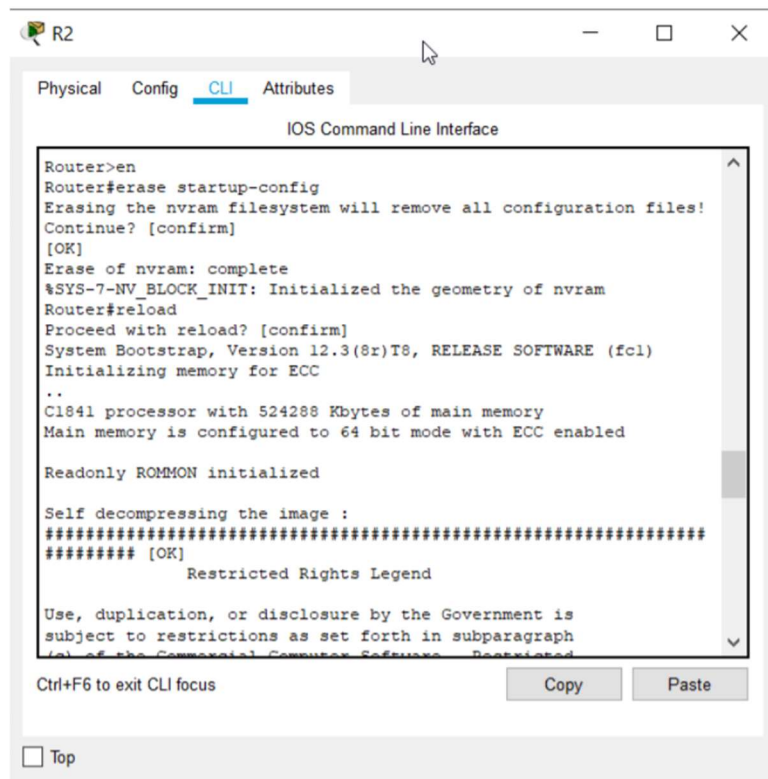 R2
Physical Config CLI Attributes
IOS Command Line Interface
Router>en
Router#erase startup-config
Erasing the nvram filesystem will remove all configuration files!
Continue? [confirm]
[OK]
Erase of nvram: complete
%SYS-7-NV_BLOCK_INIT: Initialized the geometry of nvram
Router#reload
Proceed with reload? [confirm]
System Bootstrap, Version 12.3(8r)T8, RELEASE SOFTWARE (fc1)
Initializing memory for ECC
..
C1841 processor with 524288 Kbytes of main memory
Main memory is configured to 64 bit mode with ECC enabled
Readonly ROMMON initialized
Self decompressing the image :
##########################################################################
######### [OK]
Restricted Rights Legend
Use, duplication, or disclosure by the Government is
subject to restrictions as set forth in subparagraph
(c) of the Commercial Computer Software - Restricted
Ctrl+F6 to exit CLI focus
Copy Paste
Top